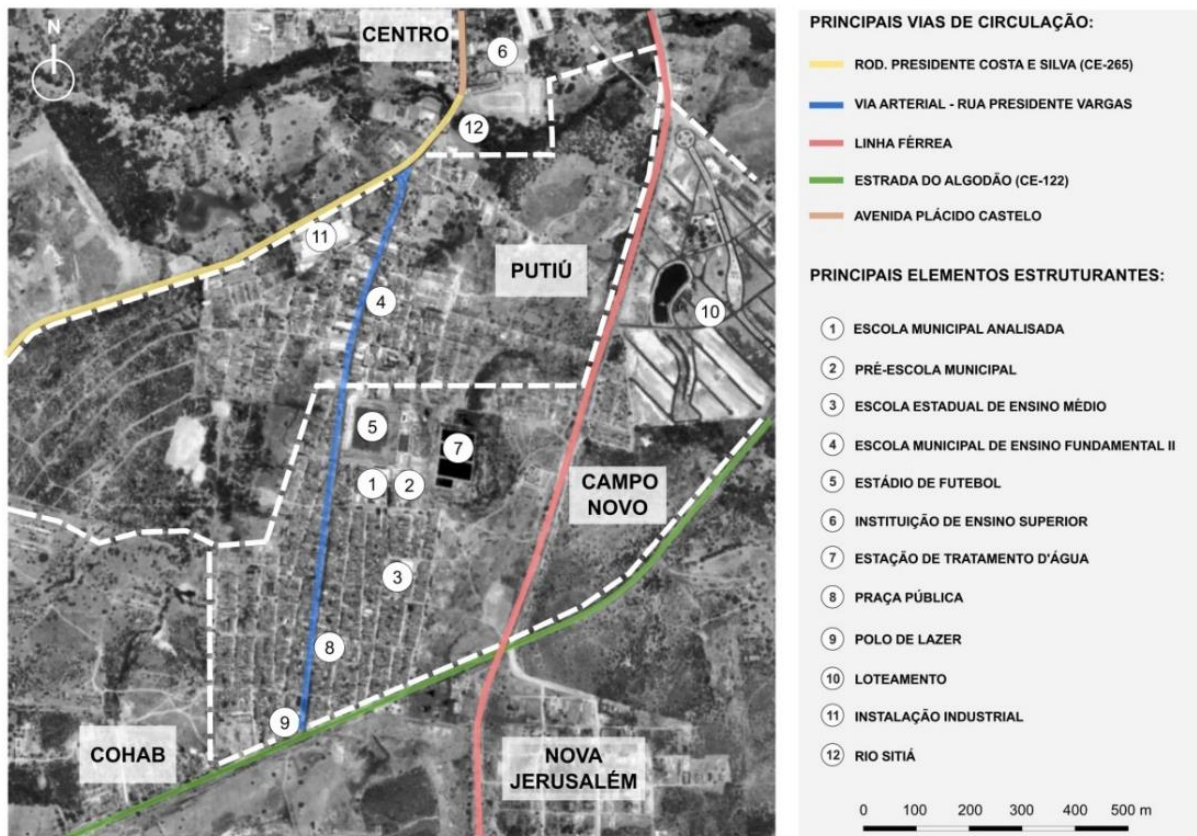 N
CENTRO
6
12
11
PUTIÚ
4
10
5
7
1
2
CAMPO
NOVO
3
8
9
COHAB
NOVA
JERUSALÉM
PRINCIPAIS VIAS DE CIRCULAÇÃO:
ROD. PRESIDENTE COSTA E SILVA (CE-265)
VIA ARTERIAL - RUA PRESIDENTE VARGAS
LINHA FÉRREA
ESTRADA DO ALGODÃO (CE-122)
AVENIDA PLÁCIDO CASTELO
PRINCIPAIS ELEMENTOS ESTRUTURANTES:
1 ESCOLA MUNICIPAL ANALISADA
2 PRÉ-ESCOLA MUNICIPAL
3 ESCOLA ESTADUAL DE ENSINO MÉDIO
4 ESCOLA MUNICIPAL DE ENSINO FUNDAMENTAL II
5 ESTÁDIO DE FUTEBOL
6 INSTITUIÇÃO DE ENSINO SUPERIOR
7 ESTAÇÃO DE TRATAMENTO D'ÁGUA
8 PRAÇA PÚBLICA
9 POLO DE LAZER
10 LOTEAMENTO
11 INSTALAÇÃO INDUSTRIAL
12 RIO SITIÁ
0 100 200 300 400 500 m